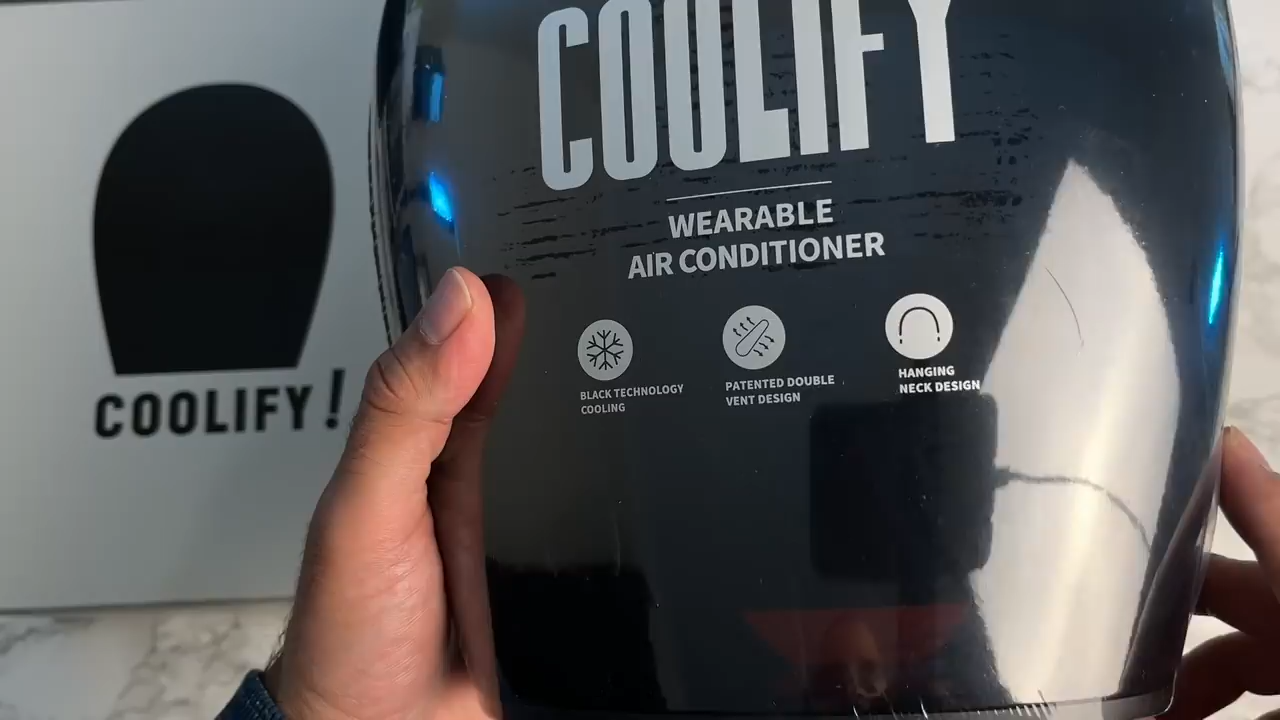 COOLIFY
WEARABLE
AIR CONDITIONER
BLACK TECHNOLOGY
COOLING
PATENTED DOUBLE
VENT DESIGN
HANGING
NECK DESIGN
COOLIFY!